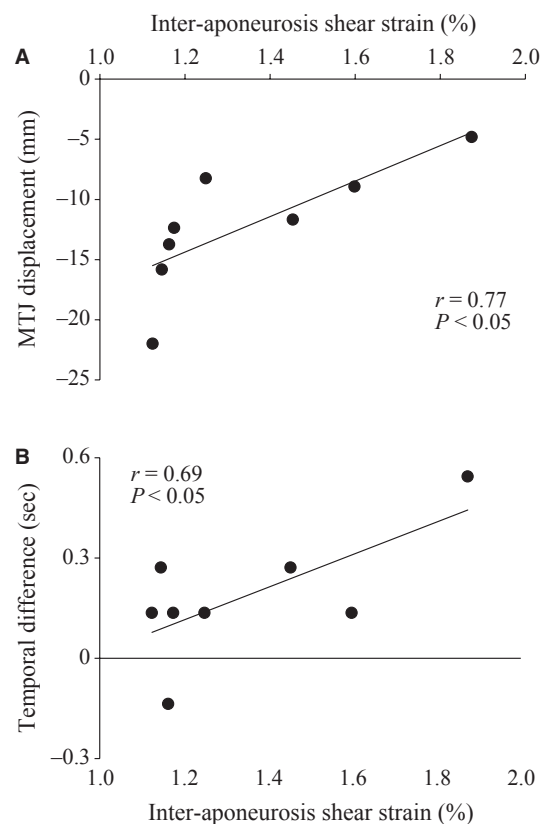 Inter-aponeurosis shear strain (%)
A
1.0 1.2 1.4 1.6 1.8 2.0
0
–5
–10
–15
–20
–25
MTJ displacement (mm)
r = 0.77
P < 0.05
B
0.6
0.3
0
–0.3
Temporal difference (sec)
r = 0.69
P < 0.05
1.0 1.2 1.4 1.6 1.8 2.0
Inter-aponeurosis shear strain (%)